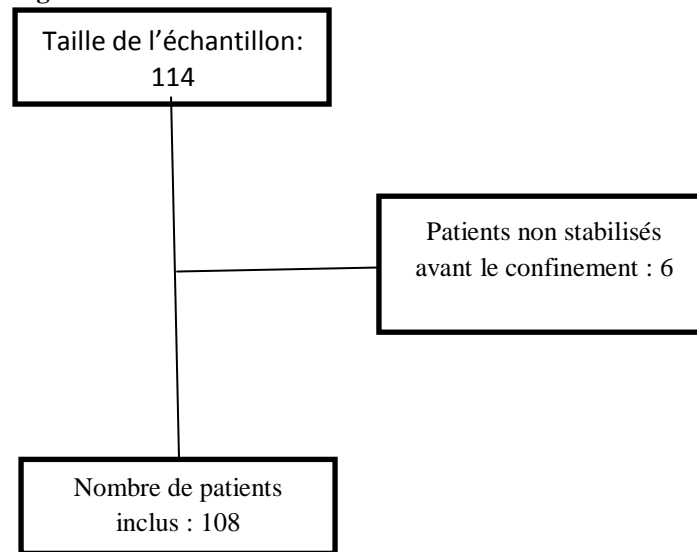 Taille de l'échantillon:
114
Patients non stabilisés
avant le confinement : 6
Nombre de patients
inclus : 108